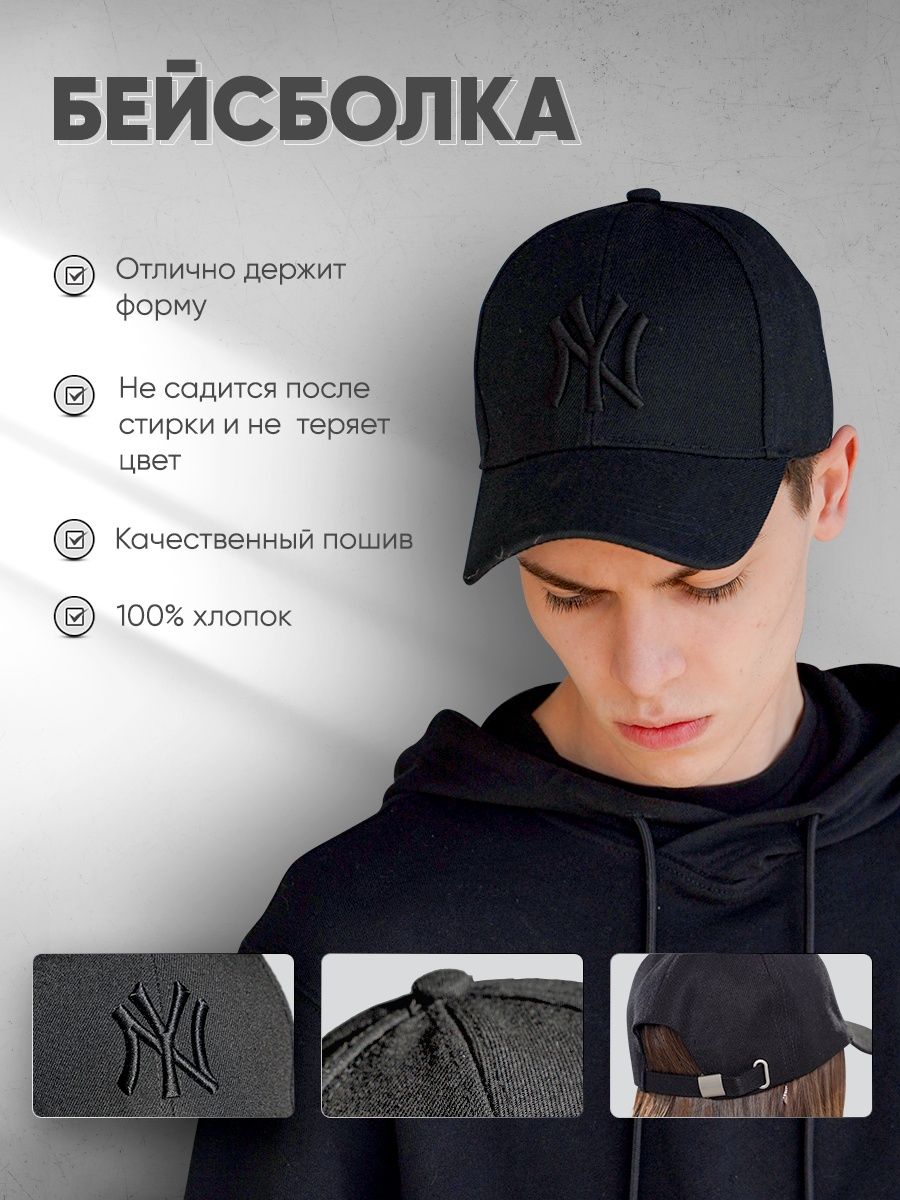 БЕЙСБОЛКА
Отлично держит
форму
Не садится после
стирки и не  теряет
цвет
Качественный пошив
100% хлопок
NY
NY